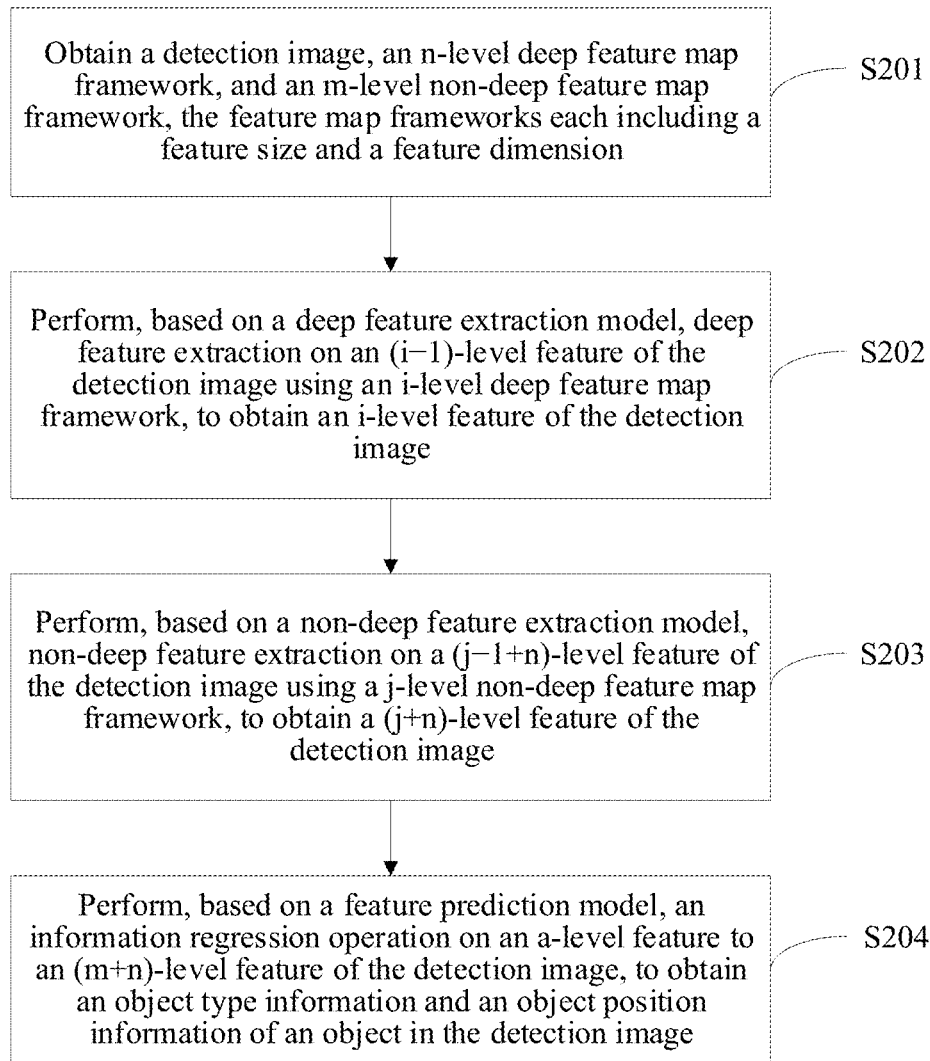 Obtain a detection image, an n-level deep feature map
framework, and an m-level non-deep feature map
framework, the feature map frameworks each including a
feature size and a feature dimension
S201
Perform, based on a deep feature extraction model, deep
feature extraction on an (i−1)-level feature of the
detection image using an i-level deep feature map
framework, to obtain an i-level feature of the detection
image
S202
Perform, based on a non-deep feature extraction model,
non-deep feature extraction on a (j−1+n)-level feature of
the detection image using a j-level non-deep feature map
framework, to obtain a (j+n)-level feature of the
detection image
S203
Perform, based on a feature prediction model, an
information regression operation on an a-level feature to
an (m+n)-level feature of the detection image, to obtain
an object type information and an object position
information of an object in the detection image
S204